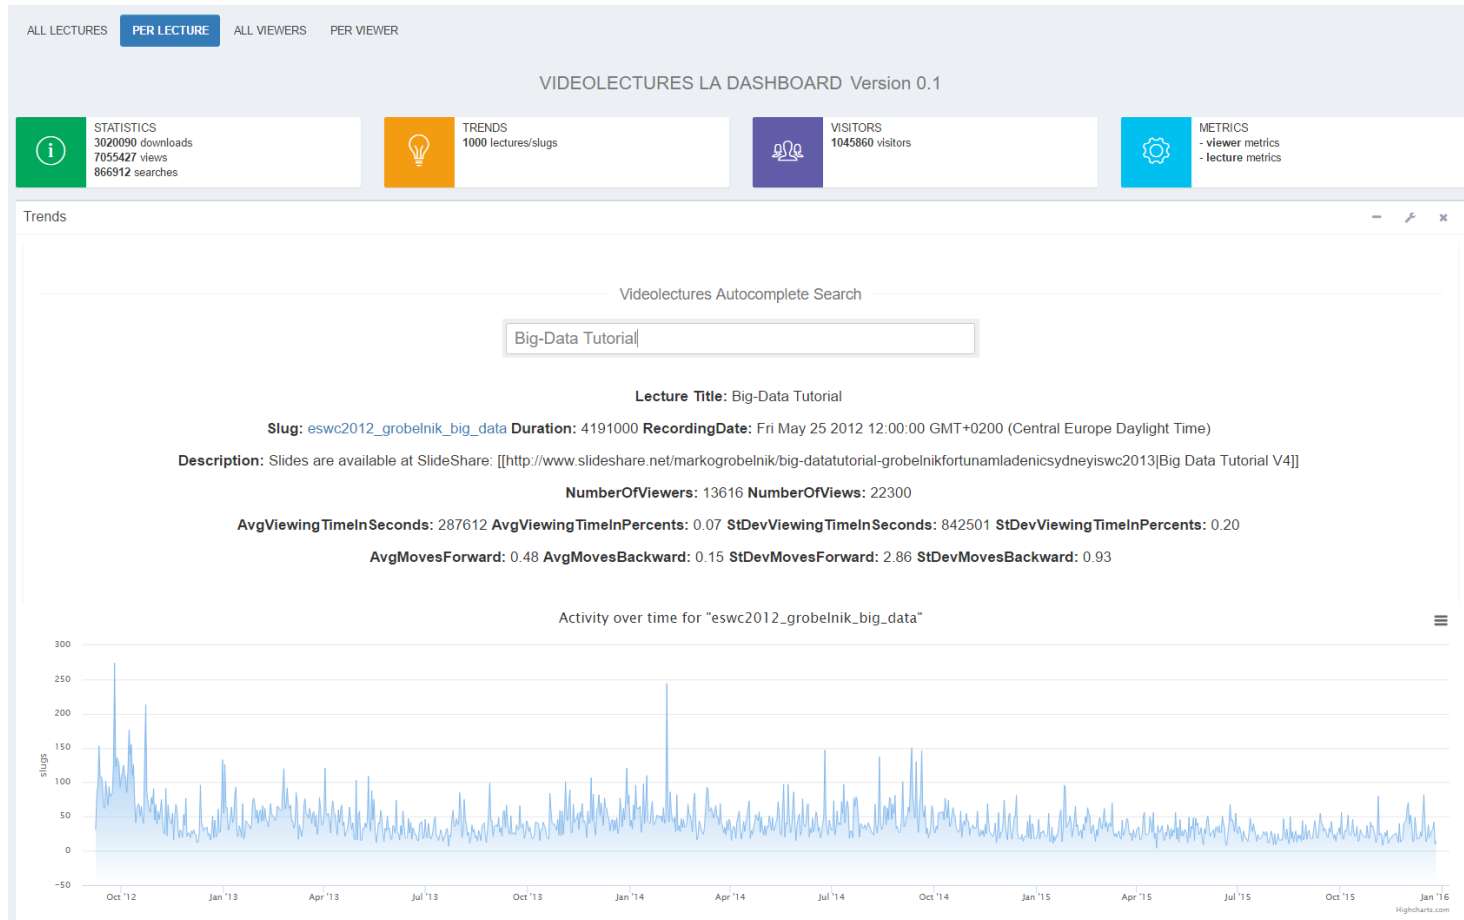 ALL LECTURES PER LECTURE ALL VIEWERS PER VIEWER
VIDEOLECTURES LA DASHBOARD Version 0.1
STATISTICS
3020090 downloads
7055427 views
866912 searches
TRENDS
1000 lectures/slugs
VISITORS
1045860 visitors
METRICS
- viewer metrics
- lecture metrics
Trends
Videolectures Autocomplete Search
Big-Data Tutorial
Lecture Title: Big-Data Tutorial
Slug: eswc2012_grobelnik_big_data Duration: 4191000 RecordingDate: Fri May 25 2012 12:00:00 GMT+0200 (Central Europe Daylight Time)
Description: Slides are available at SlideShare: [[http://www.slideshare.net/markogrobelnik/big-datatutorial-grobelnikfortunamladenicsydneyiswc2013|Big Data Tutorial V4]]
NumberOfViewers: 13616 NumberOfViews: 22300
AvgViewingTimeInSeconds: 287612 AvgViewingTimeInPercents: 0.07 StDevViewingTimeInSeconds: 842501 StDevViewingTimeInPercents: 0.20
AvgMovesForward: 0.48 AvgMovesBackward: 0.15 StDevMovesForward: 2.86 StDevMovesBackward: 0.93
Activity over time for "eswc2012_grobelnik_big_data"
300
250
200
150
100
50
0
-50
slugs
Oct '12 Jan '13 Apr '13 Jul '13 Oct '13 Jan '14 Apr '14 Jul '14 Oct '14 Jan '15 Apr '15 Jul '15 Oct '15 Jan '16
Highcharts.com